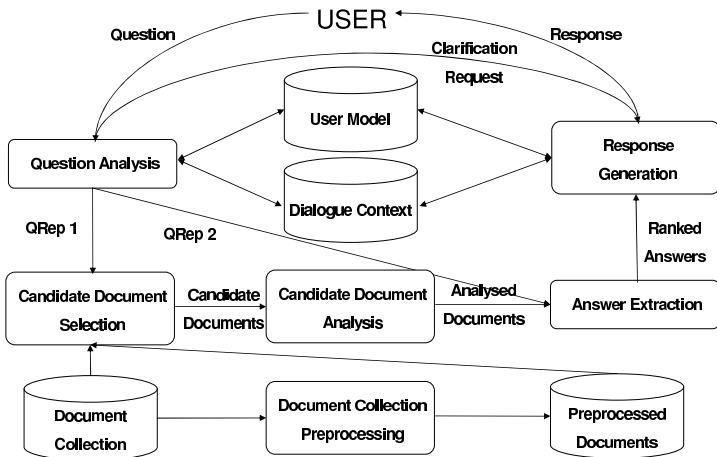 USER
Question
Response
Clarification
Request
User Model
Question Analysis
Response
Generation
Dialogue Context
QRep 1
QRep 2
Ranked
Answers
Candidate Document
Selection
Candidate
Documents
Candidate Document
Analysis
Analysed
Documents
Answer Extraction
Document
Collection
Document Collection
Preprocessing
Preprocessed
Documents